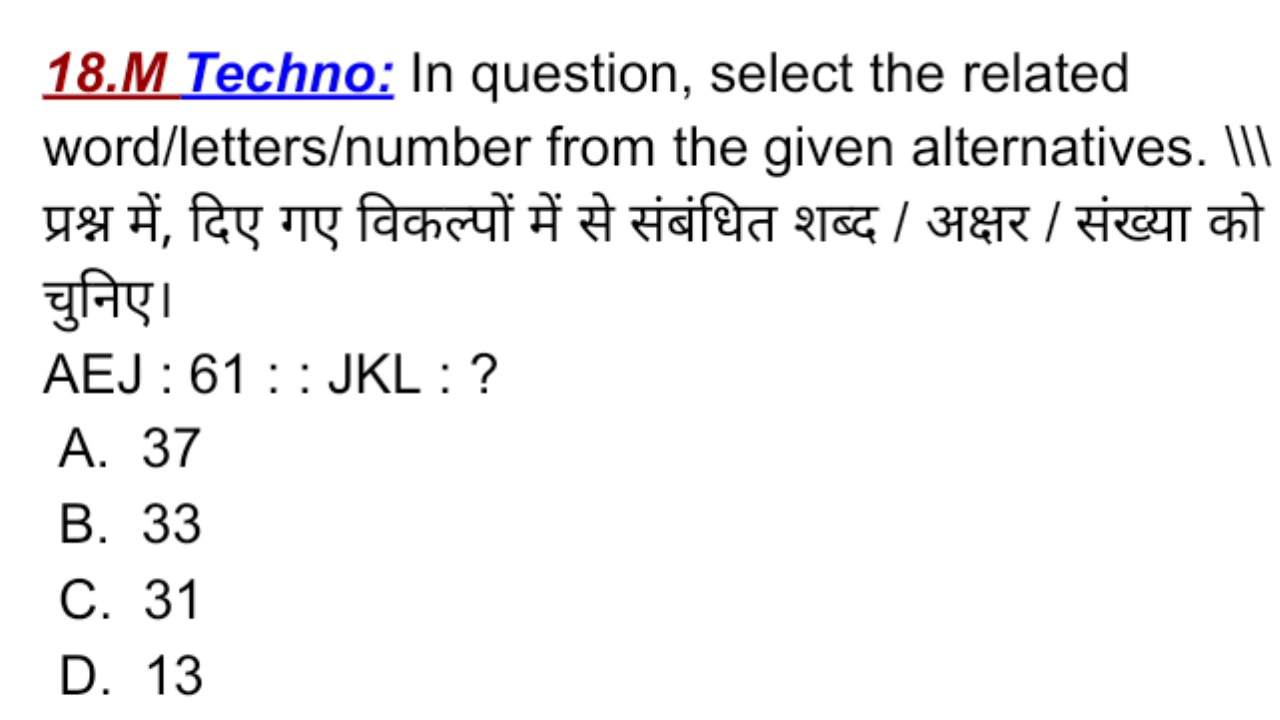 18.M Techno: In question, select the related
word/letters/number from the given alternatives. \\\
प्रश्न में, दिए गए विकल्पों में से संबंधित शब्द / अक्षर / संख्या को
चुनिए।
AEJ : 61 : : JKL : ?
A. 37
B. 33
C. 31
D. 13